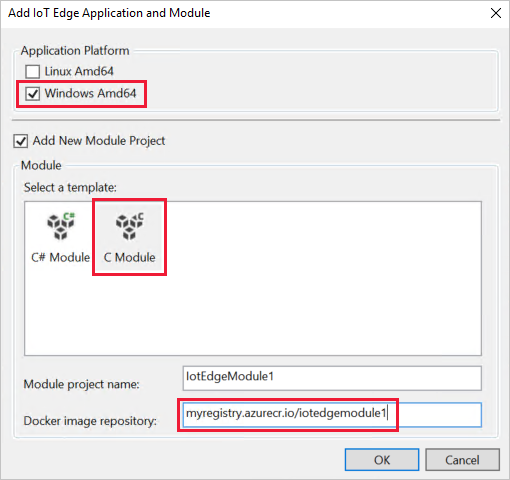 Add IoT Edge Application and Module
Application Platform
Linux Amd64
Windows Amd64
Add New Module Project
Module
Select a template:
C#
C
C# Module
C Module
Module project name:
IotEdgeModule1
Docker image repository:
myregistry.azurecr.io/iotedgemodule1
OK
Cancel